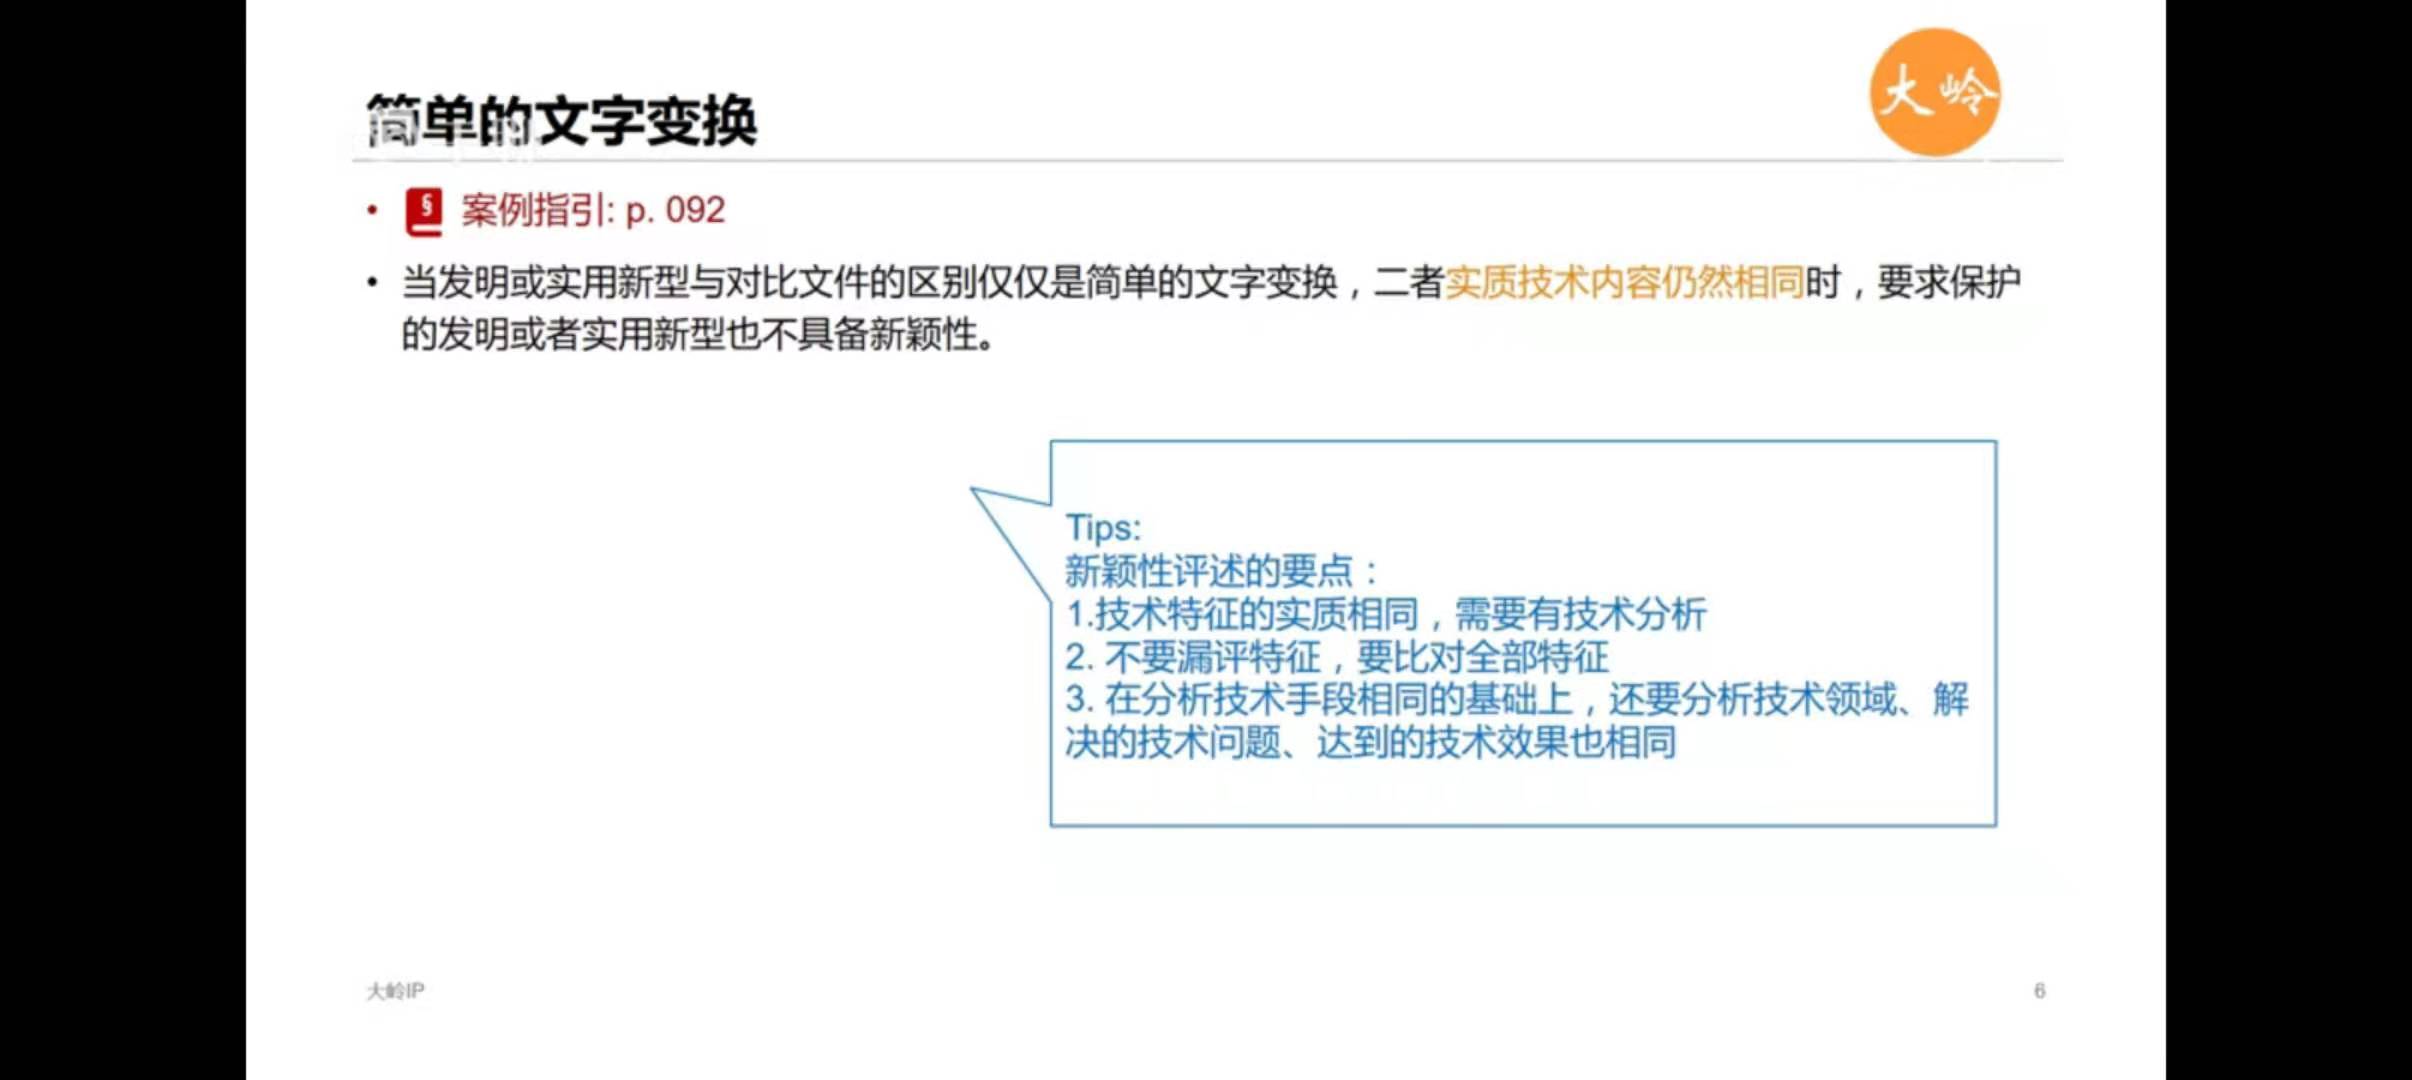 大岭
简单的文字变换
• § 案例指引: p. 092
• 当发明或实用新型与对比文件的区别仅仅是简单的文字变换，二者实质技术内容仍然相同时，要求保护
的发明或者实用新型也不具备新颖性。
Tips:
新颖性评述的要点：
1.技术特征的实质相同，需要有技术分析
2. 不要漏评特征，要比对全部特征
3. 在分析技术手段相同的基础上，还要分析技术领域、解
决的技术问题、达到的技术效果也相同
大岭IP
6